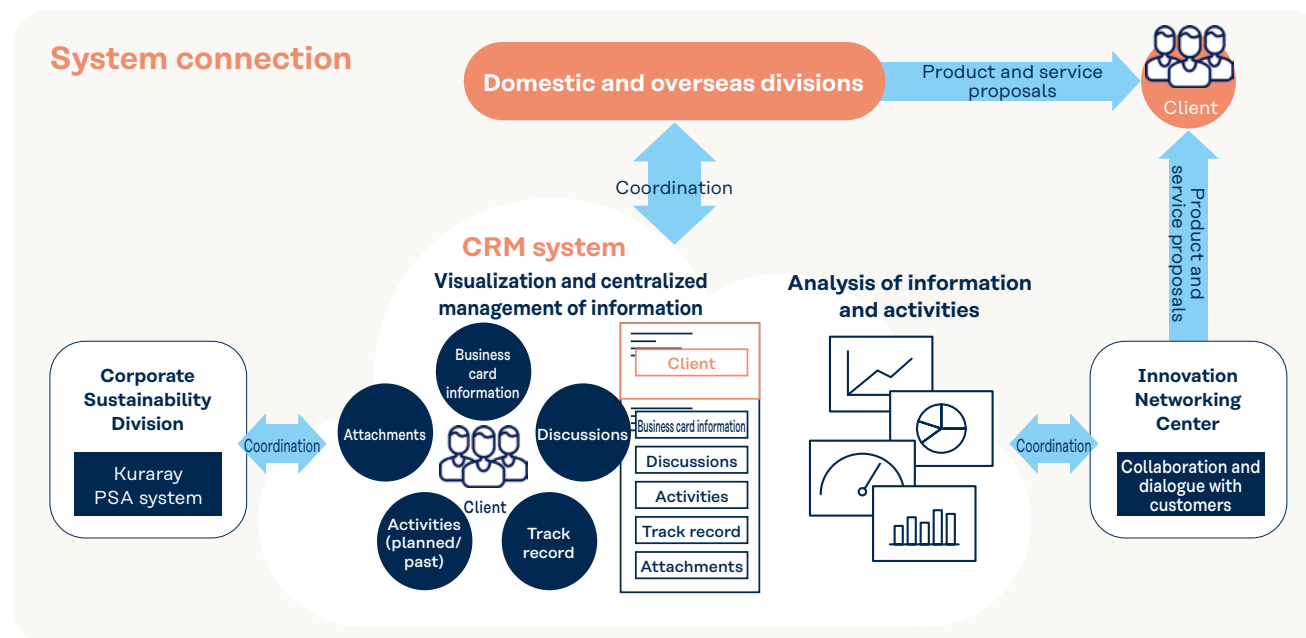 System connection
Domestic and overseas divisions
Product and service
proposals
Client
Coordination
Product and
service proposals
CRM system
Visualization and centralized
management of information
Analysis of information
and activities
Corporate
Sustainability
Division
Kuraray
PSA system
Coordination
Business
card
information
Attachments
Discussions
Client
Activities
(planned/
past)
Track
record
Client
Business card information
Discussions
Activities
Track record
Attachments
Coordination
Innovation
Networking
Center
Collaboration and
dialogue with
customers